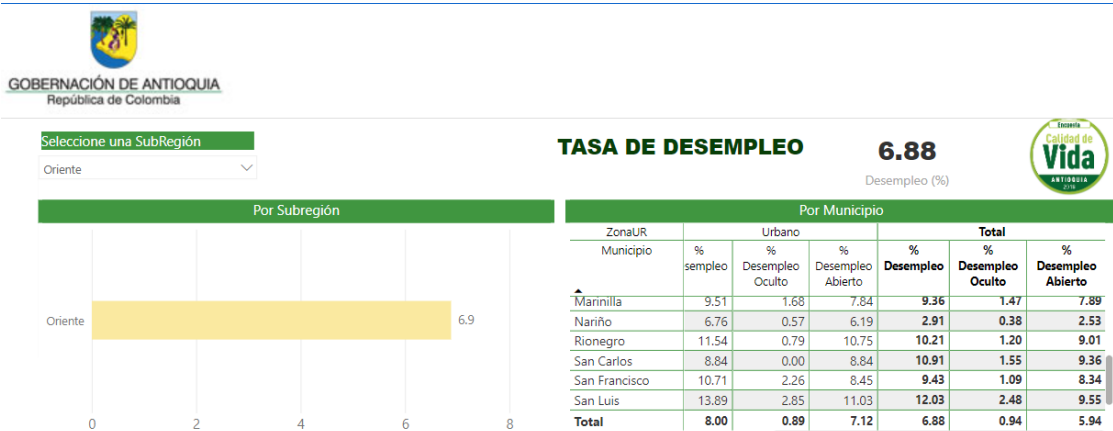 GOBERNACIÓN DE ANTIOQUIA
República de Colombia
Seleccione una SubRegión
Oriente
TASA DE DESEMPLEO
6.88
Desempleo (%)
Encuesta
Calidad de
Vida
ANTIOQUIA
Por Subregión
Oriente
6.9
0 2 4 6 8
Por Municipio
ZonaUR Urbano Total
Municipio % sempleo % Desempleo Oculto % Desempleo Abierto % Desempleo % Desempleo Oculto % Desempleo Abierto
Marinilla 9.51 1.68 7.84 9.36 1.47 7.89
Nariño 6.76 0.57 6.19 2.91 0.38 2.53
Rionegro 11.54 0.79 10.75 10.21 1.20 9.01
San Carlos 8.84 0.00 8.84 10.91 1.55 9.36
San Francisco 10.71 2.26 8.45 9.43 1.09 8.34
San Luis 13.89 2.85 11.03 12.03 2.48 9.55
Total 8.00 0.89 7.12 6.88 0.94 5.94